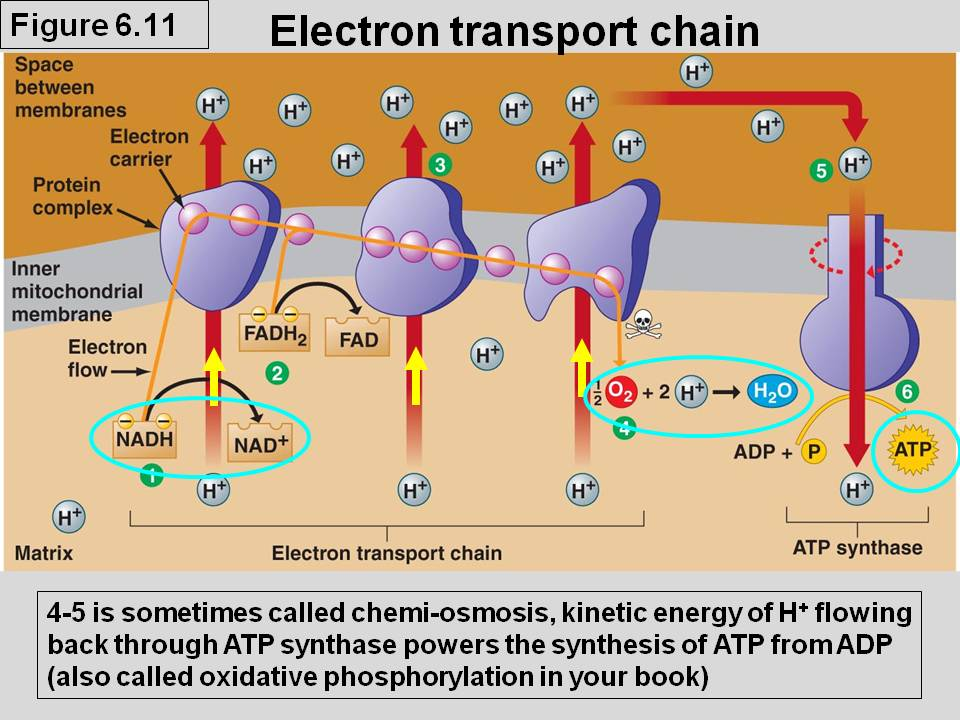 Figure 6.11
Electron transport chain
Space
between
membranes
H⁺
H⁺
H⁺
H⁺
H⁺
H⁺
H⁺
H⁺
H⁺
H⁺
H⁺
H⁺
Electron
carrier
3
5
H⁺
Protein
complex
Inner
mitochondrial
membrane
Electron
flow
FADH₂
FAD
2
H⁺
NADH
NAD⁺
1
½ O₂ + 2 H⁺ → H₂O
4
6
ADP + P
ATP
H⁺
H⁺
H⁺
H⁺
H⁺
Matrix
Electron transport chain
ATP synthase
4-5 is sometimes called chemi-osmosis, kinetic energy of H⁺ flowing
back through ATP synthase powers the synthesis of ATP from ADP
(also called oxidative phosphorylation in your book)